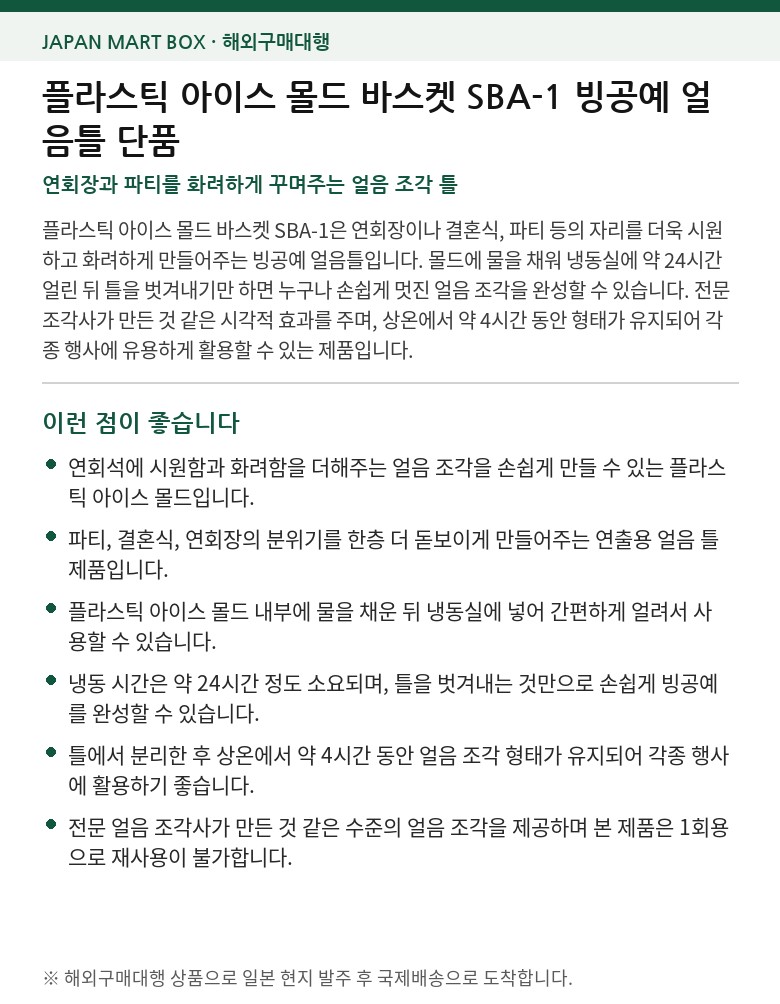 JAPAN MART BOX · 해외구매대행
플라스틱 아이스 몰드 바스켓 SBA-1 빙공예 얼
음틀 단품
연회장과 파티를 화려하게 꾸며주는 얼음 조각 틀
플라스틱 아이스 몰드 바스켓 SBA-1은 연회장이나 결혼식, 파티 등의 자리를 더욱 시원
하고 화려하게 만들어주는 빙공예 얼음틀입니다. 몰드에 물을 채워 냉동실에 약 24시간
얼린 뒤 틀을 벗겨내기만 하면 누구나 손쉽게 멋진 얼음 조각을 완성할 수 있습니다. 전문
조각사가 만든 것 같은 시각적 효과를 주며, 상온에서 약 4시간 동안 형태가 유지되어 각
종 행사에 유용하게 활용할 수 있는 제품입니다.
이런 점이 좋습니다
● 연회석에 시원함과 화려함을 더해주는 얼음 조각을 손쉽게 만들 수 있는 플라스
틱 아이스 몰드입니다.
● 파티, 결혼식, 연회장의 분위기를 한층 더 돋보이게 만들어주는 연출용 얼음 틀
제품입니다.
● 플라스틱 아이스 몰드 내부에 물을 채운 뒤 냉동실에 넣어 간편하게 얼려서 사
용할 수 있습니다.
● 냉동 시간은 약 24시간 정도 소요되며, 틀을 벗겨내는 것만으로 손쉽게 빙공예
를 완성할 수 있습니다.
● 틀에서 분리한 후 상온에서 약 4시간 동안 얼음 조각 형태가 유지되어 각종 행사
에 활용하기 좋습니다.
● 전문 얼음 조각사가 만든 것 같은 수준의 얼음 조각을 제공하며 본 제품은 1회용
으로 재사용이 불가합니다.
※ 해외구매대행 상품으로 일본 현지 발주 후 국제배송으로 도착합니다.